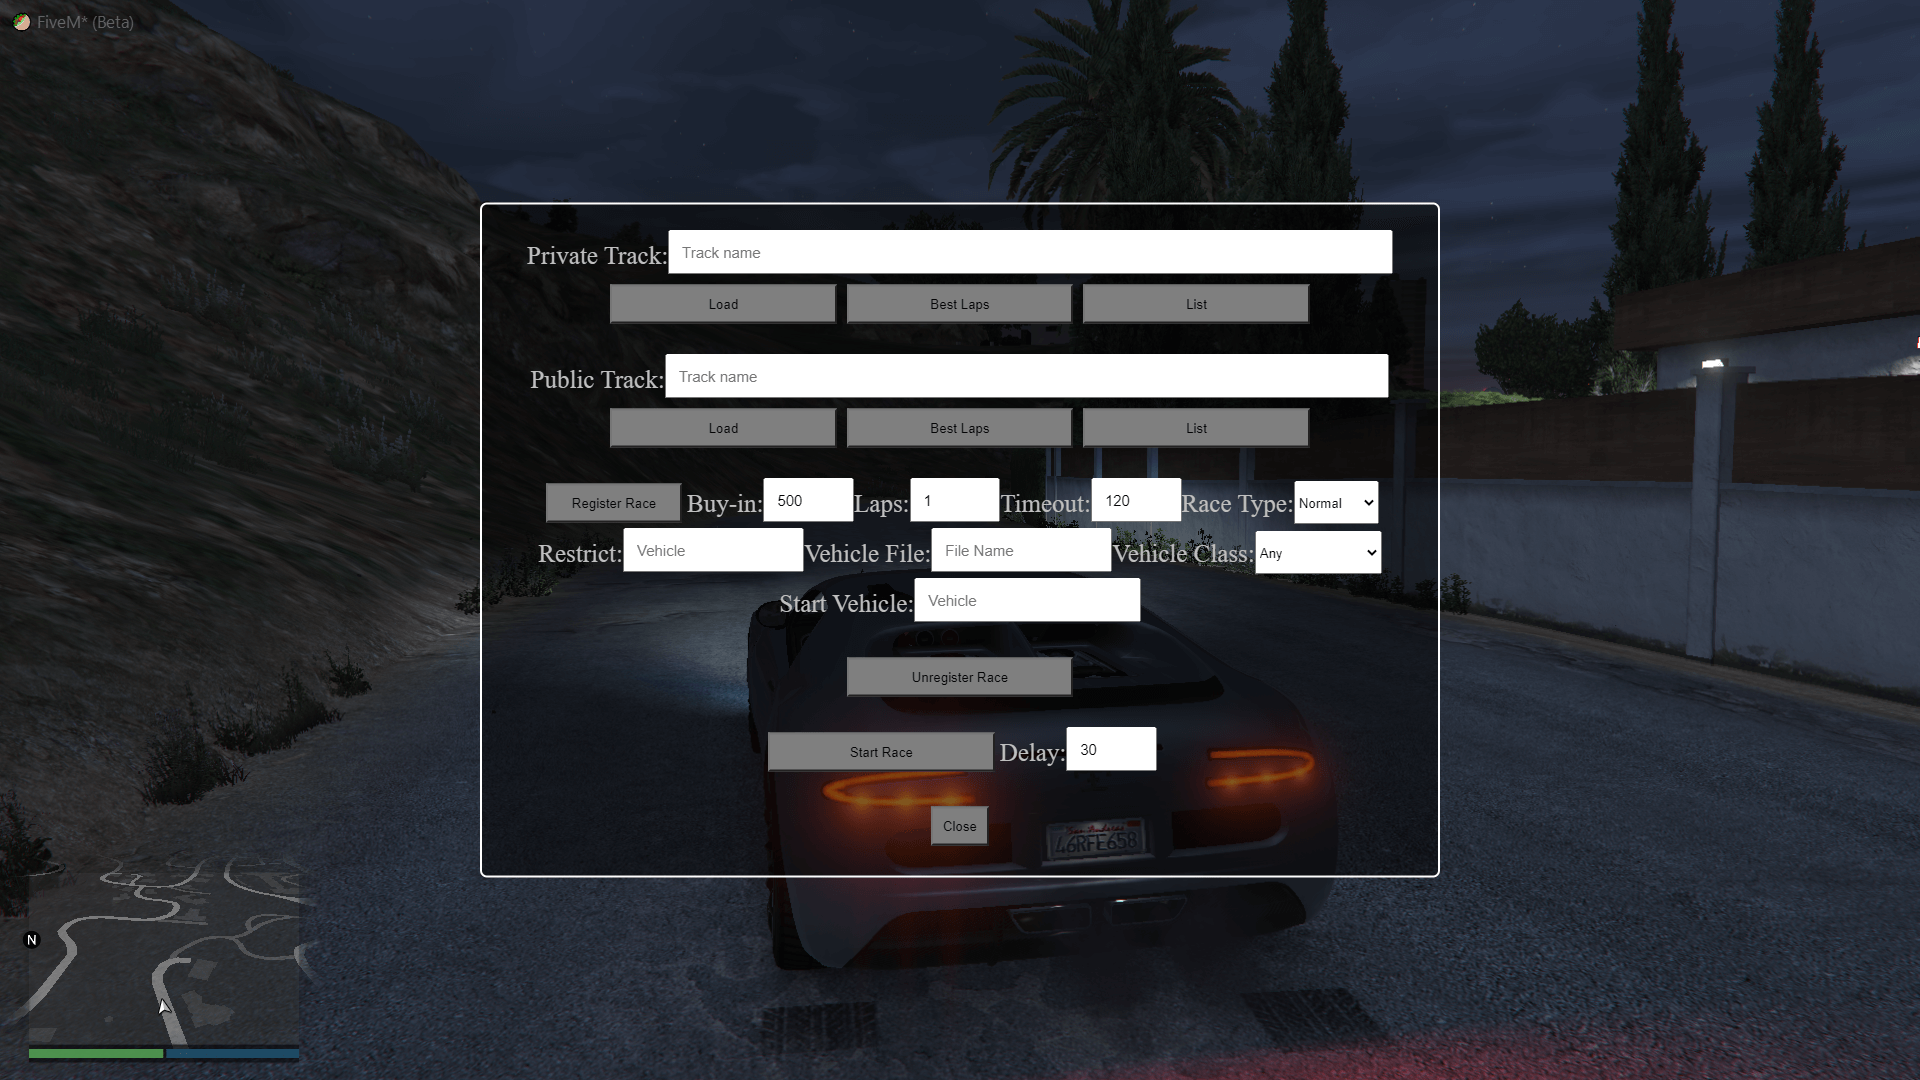 FiveM* (Beta)
Private Track: Track name
Load Best Laps List
Public Track: Track name
Load Best Laps List
Register Race Buy-in: 500 Laps: 1 Timeout: 120 Race Type: Normal
Restrict: Vehicle Vehicle File: File Name Vehicle Class: Any
Start Vehicle: Vehicle
Unregister Race
Start Race Delay: 30
Close
46RFE658
N